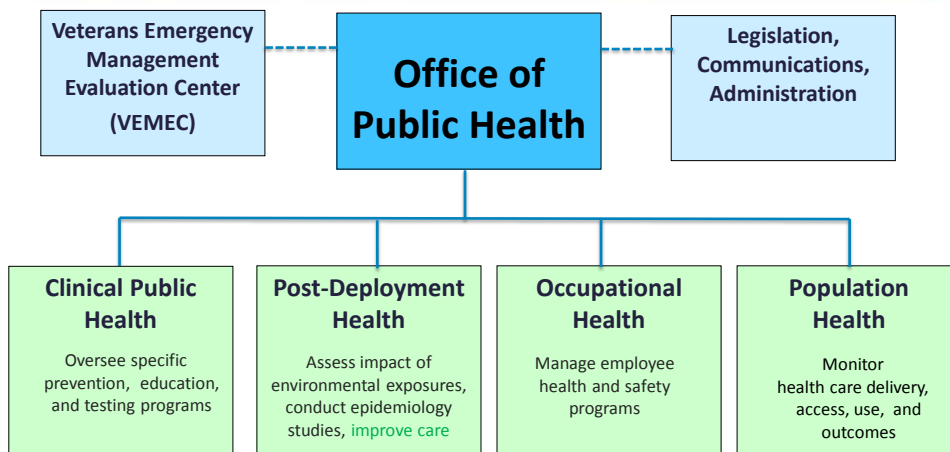 Veterans Emergency
Management
Evaluation Center
(VEMEC)
Office of
Public Health
Legislation,
Communications,
Administration
Clinical Public
Health
Oversee specific
prevention, education,
and testing programs
Post-Deployment
Health
Assess impact of
environmental exposures,
conduct epidemiology
studies, improve care
Occupational
Health
Manage employee
health and safety
programs
Population
Health
Monitor
health care delivery,
access, use, and
outcomes